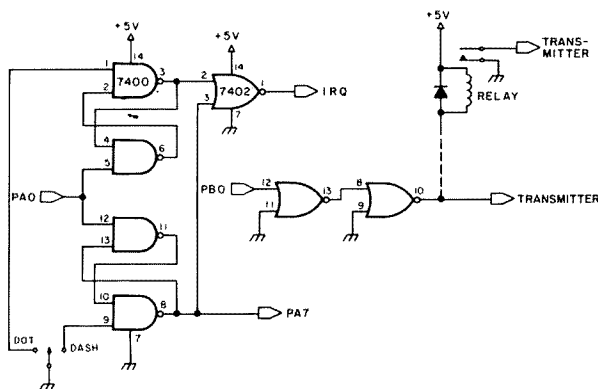 +5V
14
1
7400
3
2
4
6
5
PA0
12
11
13
10
8
9
7
DOT
DASH
PA7
+5V
14
2
7402
1
3
7
IRQ
PB0
12
13
11
8
10
9
+5V
TRANS-
MITTER
RELAY
TRANSMITTER